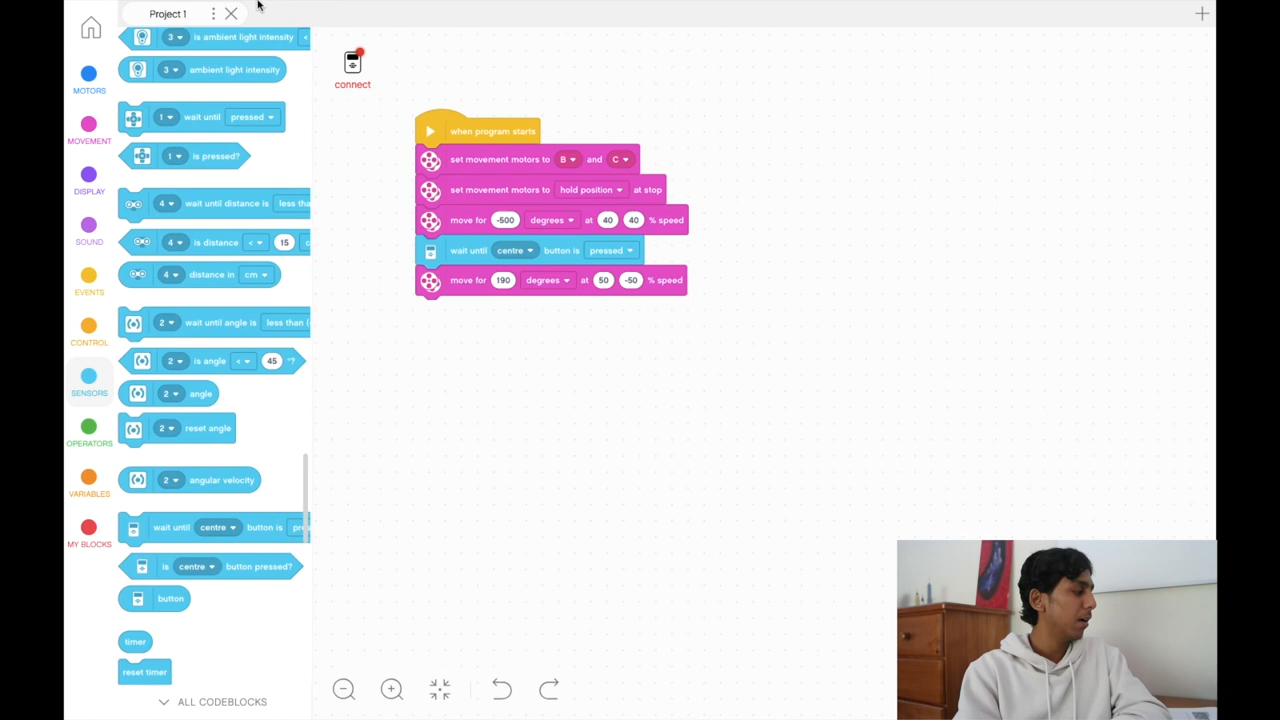 Project 1
connect
MOTORS
MOVEMENT
DISPLAY
SOUND
EVENTS
CONTROL
SENSORS
OPERATORS
VARIABLES
MY BLOCKS
3 is ambient light intensity <
3 ambient light intensity
1 wait until pressed
1 is pressed?
4 wait until distance is less tha
4 is distance < 15 c
4 distance in cm
2 wait until angle is less than (
2 is angle < 45 °?
2 angle
2 reset angle
2 angular velocity
wait until centre button is pre
is centre button pressed?
button
timer
reset timer
ALL CODEBLOCKS
when program starts
set movement motors to B and C
set movement motors to hold position at stop
move for -500 degrees at 40 40 % speed
wait until centre button is pressed
move for 190 degrees at 50 -50 % speed